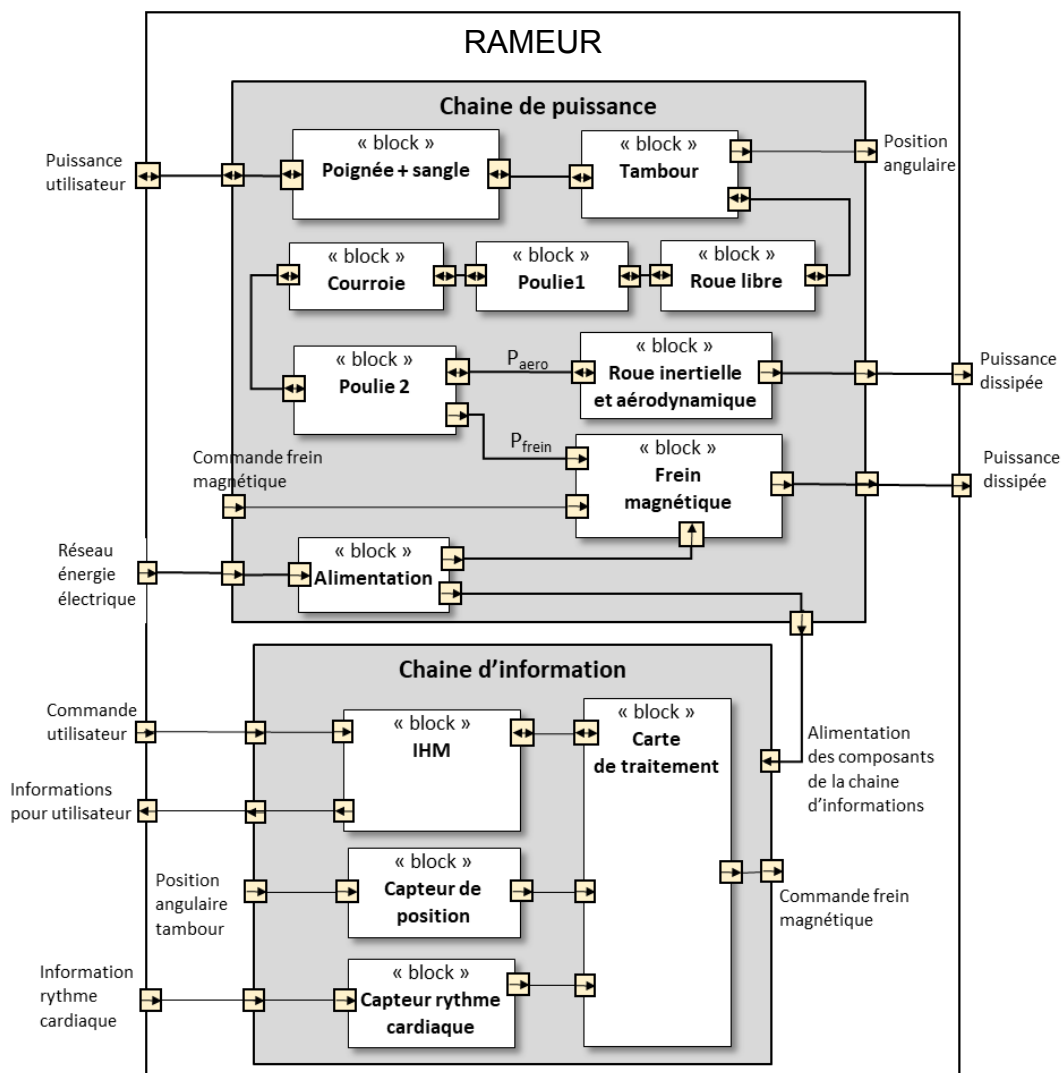 RAMEUR
Chaine de puissance
« block »
Poignée + sangle
« block »
Tambour
Puissance
utilisateur
Position
angulaire
« block »
Courroie
« block »
Poulie1
« block »
Roue libre
« block »
Poulie 2
P_aero
« block »
Roue inertielle
et aérodynamique
Puissance
dissipée
P_frein
« block »
Frein
magnétique
Commande frein
magnétique
Puissance
dissipée
Réseau
énergie
électrique
« block »
Alimentation
Chaine d’information
Commande
utilisateur
« block »
IHM
« block »
Carte
de traitement
Alimentation
des composants
de la chaine
d’informations
Informations
pour utilisateur
Position
angulaire
tambour
« block »
Capteur de
position
Commande frein
magnétique
Information
rythme
cardiaque
« block »
Capteur rythme
cardiaque